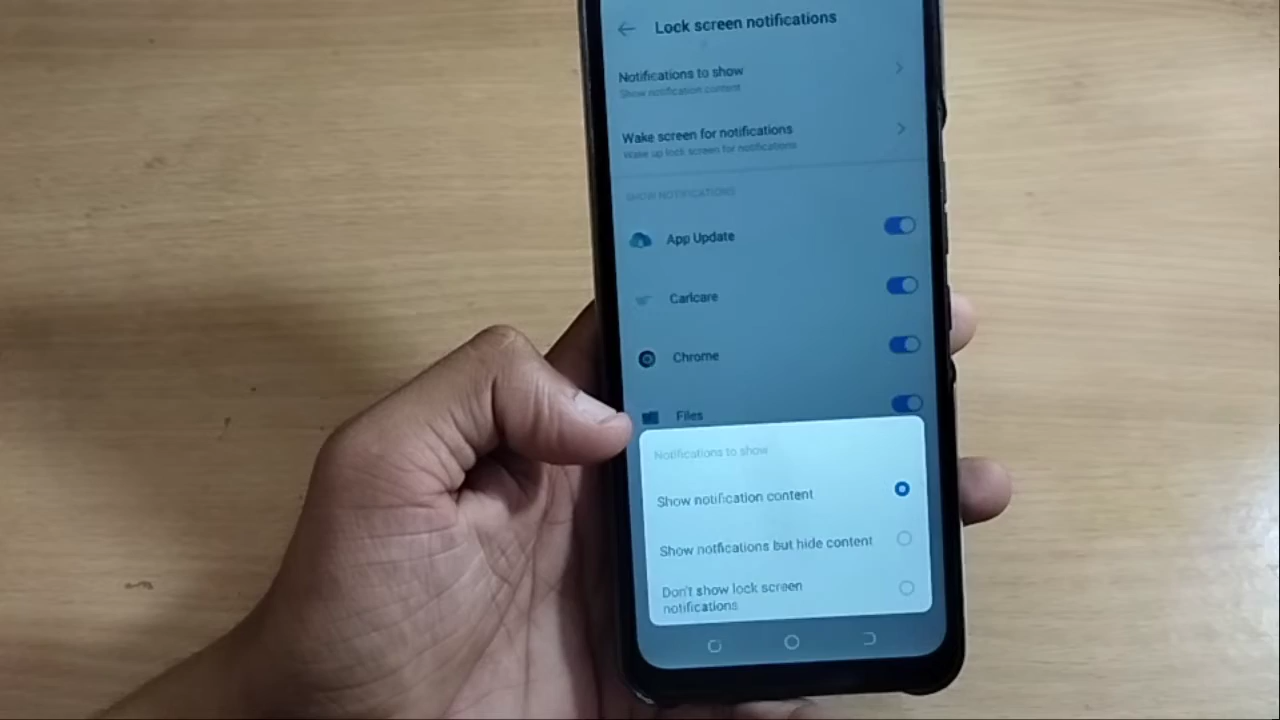 Lock screen notifications
Notifications to show
Show notification content
Wake screen for notifications
Wake up lock screen for notifications
SHOW NOTIFICATIONS
App Update
Carlcare
Chrome
Files
Notifications to show
Show notification content
Show notfications but hide content
Don't show lock screen
notifications